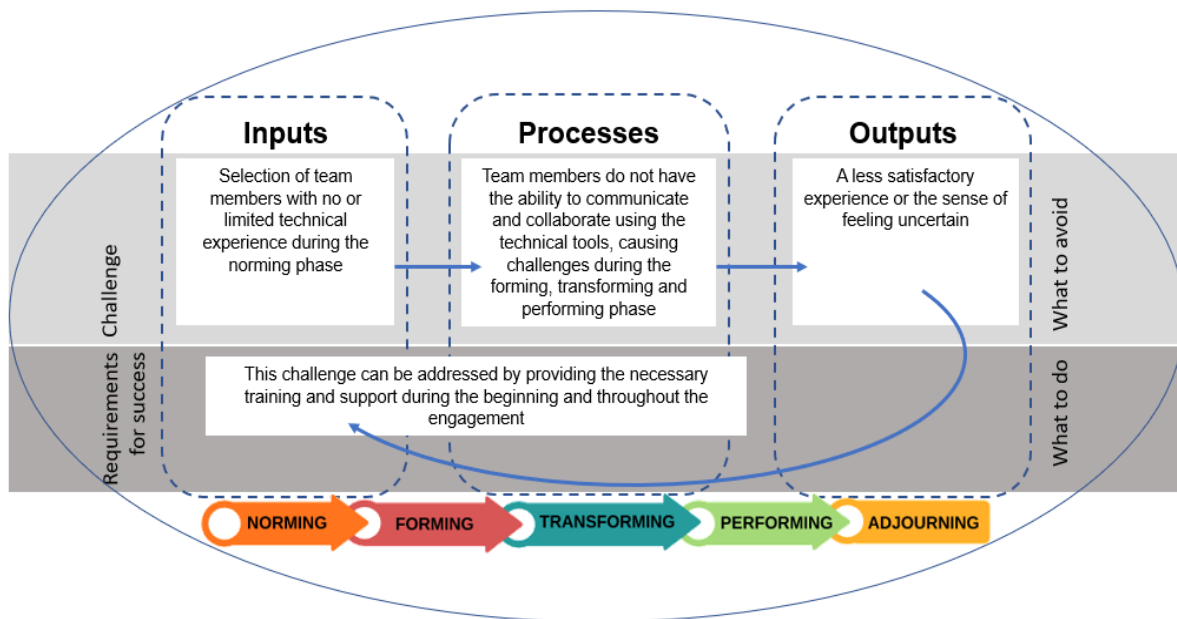 Inputs
Processes
Outputs
Selection of team
members with no or
limited technical
experience during the
norming phase
Team members do not have
the ability to communicate
and collaborate using the
technical tools, causing
challenges during the
forming, transforming and
performing phase
A less satisfactory
experience or the sense of
feeling uncertain
Challenge
What to avoid
Requirements
for success
This challenge can be addressed by providing the necessary
training and support during the beginning and throughout the
engagement
What to do
NORMING
FORMING
TRANSFORMING
PERFORMING
ADJOURNING